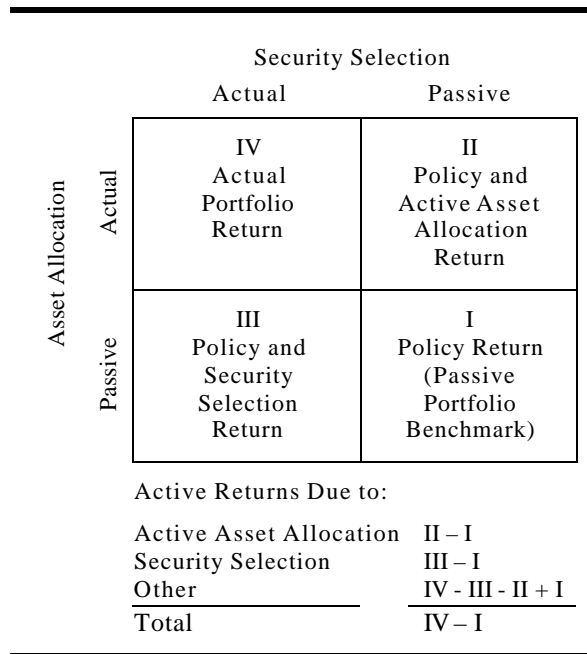 Security Selection
Actual Passive
Asset Allocation
Actual
IV
Actual
Portfolio
Return
II
Policy and
Active Asset
Allocation
Return
Passive
III
Policy and
Security
Selection
Return
I
Policy Return
(Passive
Portfolio
Benchmark)
Active Returns Due to:
Active Asset Allocation II – I
Security Selection III – I
Other IV - III - II + I
Total IV – I